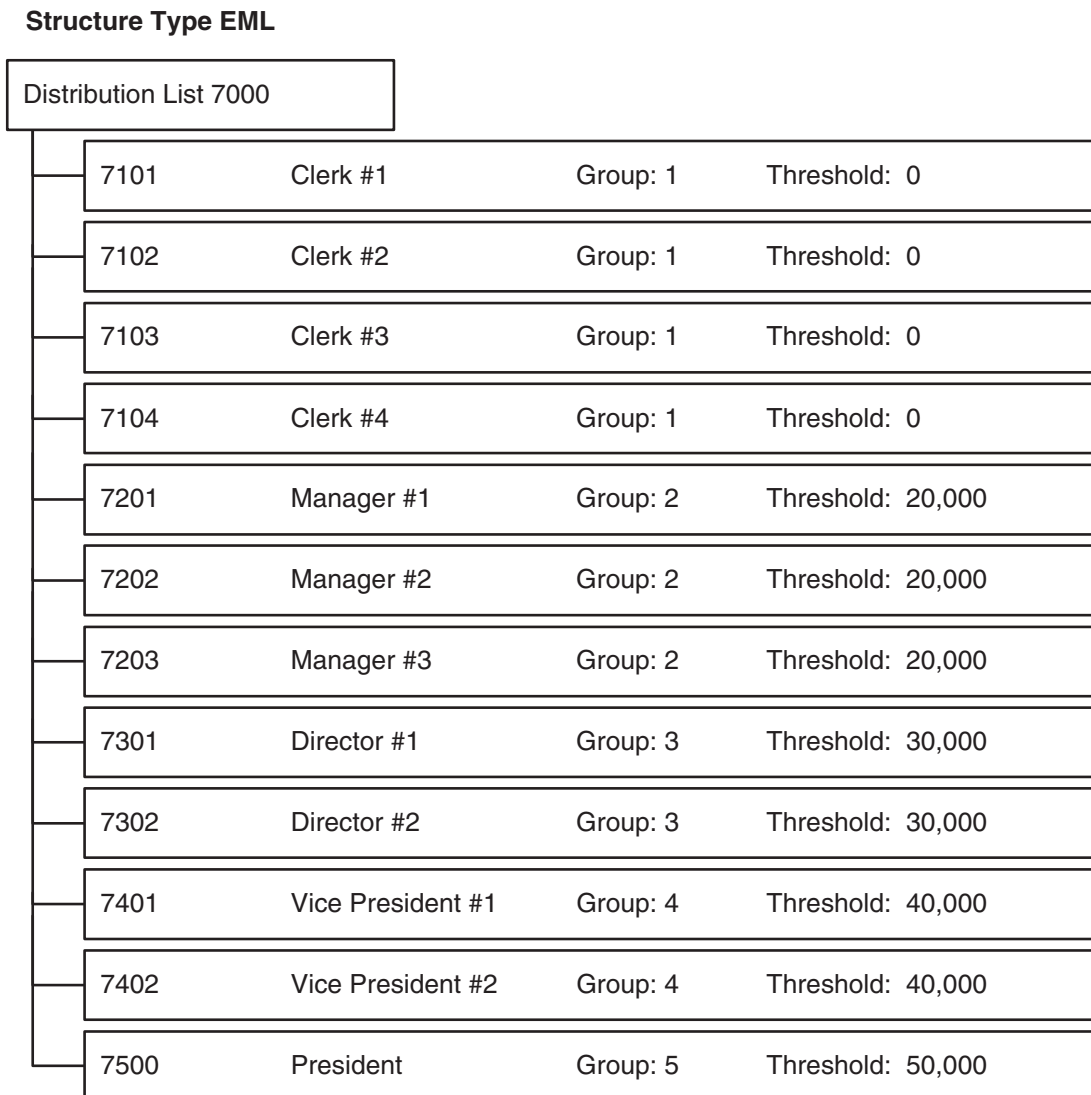 Structure Type EML
Distribution List 7000
7101 Clerk #1 Group: 1 Threshold: 0
7102 Clerk #2 Group: 1 Threshold: 0
7103 Clerk #3 Group: 1 Threshold: 0
7104 Clerk #4 Group: 1 Threshold: 0
7201 Manager #1 Group: 2 Threshold: 20,000
7202 Manager #2 Group: 2 Threshold: 20,000
7203 Manager #3 Group: 2 Threshold: 20,000
7301 Director #1 Group: 3 Threshold: 30,000
7302 Director #2 Group: 3 Threshold: 30,000
7401 Vice President #1 Group: 4 Threshold: 40,000
7402 Vice President #2 Group: 4 Threshold: 40,000
7500 President Group: 5 Threshold: 50,000